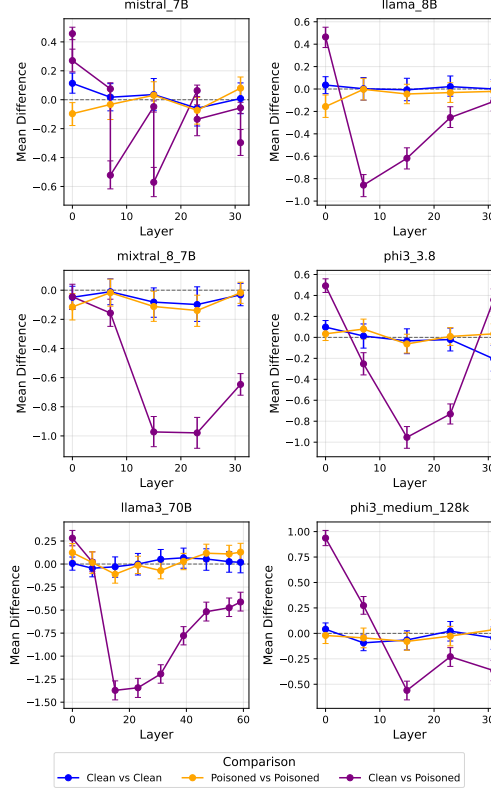 mistral_7B
0.4
0.2
0.0
−0.2
−0.4
−0.6
Mean Difference
0 10 20 30
Layer
llama_8B
0.6
0.4
0.2
0.0
−0.2
−0.4
−0.6
−0.8
−1.0
Mean Difference
0 10 20 30
Layer
mixtral_8_7B
0.0
−0.2
−0.4
−0.6
−0.8
−1.0
Mean Difference
0 10 20 30
Layer
phi3_3.8
0.6
0.4
0.2
0.0
−0.2
−0.4
−0.6
−0.8
−1.0
Mean Difference
0 10 20 30
Layer
llama3_70B
0.25
0.00
−0.25
−0.50
−0.75
−1.00
−1.25
−1.50
Mean Difference
0 20 40 60
Layer
phi3_medium_128k
1.00
0.75
0.50
0.25
0.00
−0.25
−0.50
Mean Difference
0 10 20 30
Layer
Comparison
Clean vs Clean Poisoned vs Poisoned Clean vs Poisoned